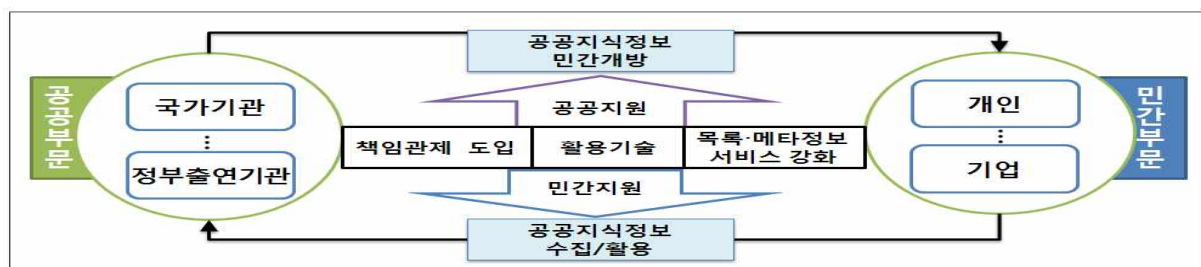 공공지식정보
민간개방
공공부문
국가기관
정부출연기관
공공지원
책임관제 도입
활용기술
목록·메타정보
서비스 강화
민간지원
개인
기업
민간부문
공공지식정보
수집/활용